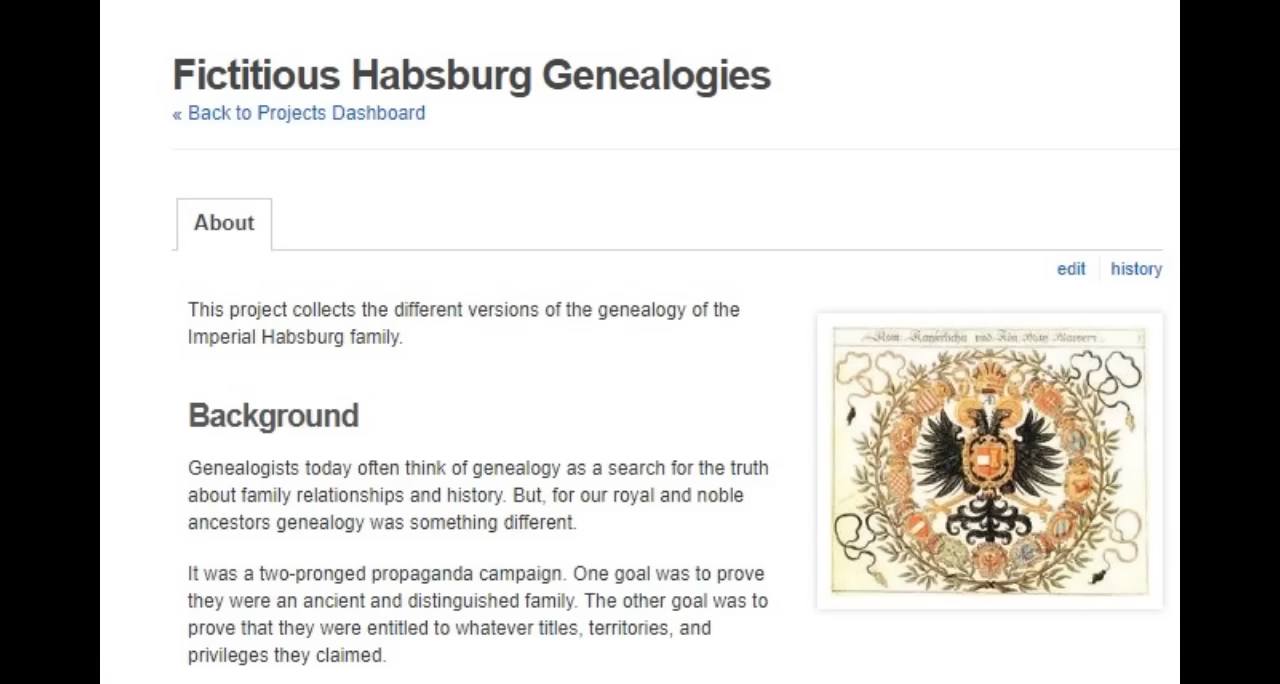 Fictitious Habsburg Genealogies
« Back to Projects Dashboard
About
edit
history
This project collects the different versions of the genealogy of the
Imperial Habsburg family.
Background
Genealogists today often think of genealogy as a search for the truth
about family relationships and history. But, for our royal and noble
ancestors genealogy was something different.
It was a two-pronged propaganda campaign. One goal was to prove
they were an ancient and distinguished family. The other goal was to
prove that they were entitled to whatever titles, territories, and
privileges they claimed.